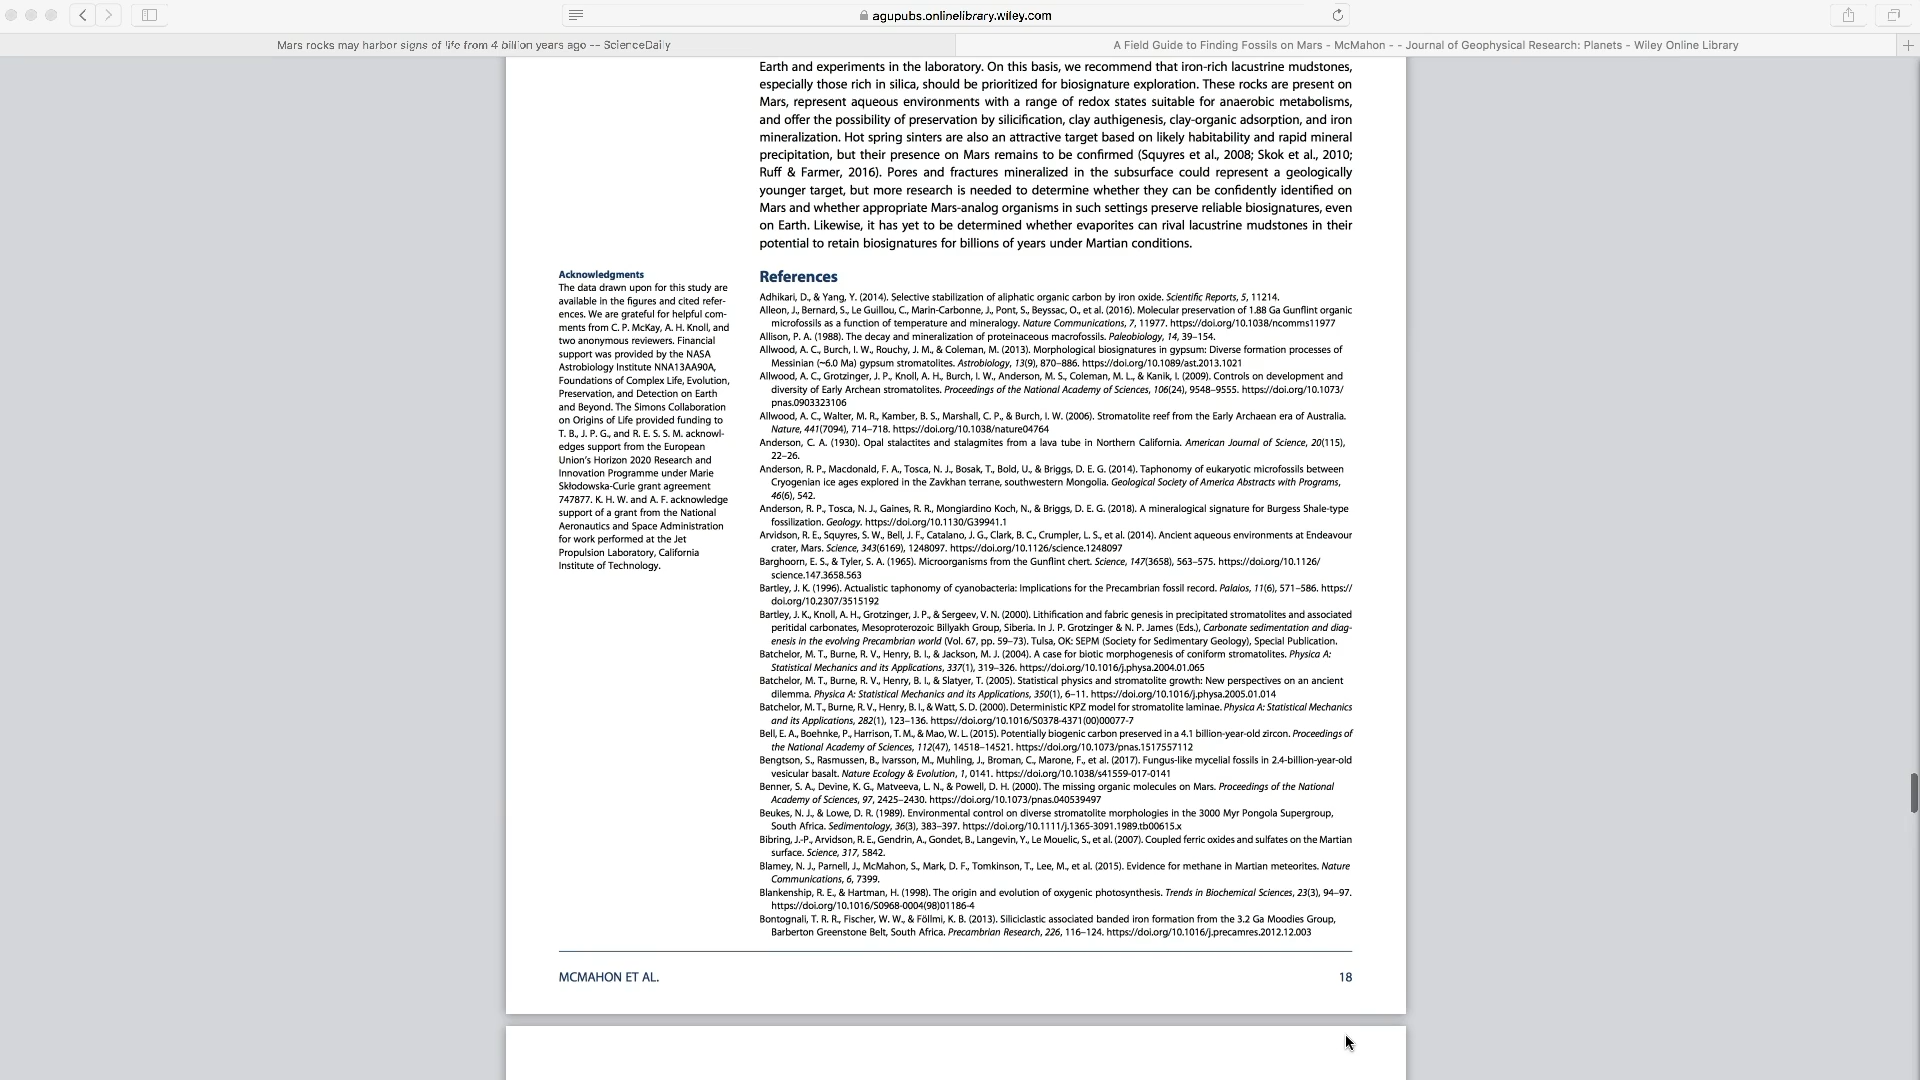 agupubs.onlinelibrary.wiley.com
Mars rocks may harbor signs of life from 4 billion years ago -- ScienceDaily
A Field Guide to Finding Fossils on Mars - McMahon - - Journal of Geophysical Research: Planets - Wiley Online Library
Earth and experiments in the laboratory. On this basis, we recommend that iron-rich lacustrine mudstones,
especially those rich in silica, should be prioritized for biosignature exploration. These rocks are present on
Mars, represent aqueous environments with a range of redox states suitable for anaerobic metabolisms,
and offer the possibility of preservation by silicification, clay authigenesis, clay-organic adsorption, and iron
mineralization. Hot spring sinters are also an attractive target based on likely habitability and rapid mineral
precipitation, but their presence on Mars remains to be confirmed (Squyres et al., 2008; Skok et al., 2010;
Ruff & Farmer, 2016). Pores and fractures mineralized in the subsurface could represent a geologically
younger target, but more research is needed to determine whether they can be confidently identified on
Mars and whether appropriate Mars-analog organisms in such settings preserve reliable biosignatures, even
on Earth. Likewise, it has yet to be determined whether evaporites can rival lacustrine mudstones in their
potential to retain biosignatures for billions of years under Martian conditions.
Acknowledgments
The data drawn upon for this study are
available in the figures and cited refer-
ences. We are grateful for helpful com-
ments from C. P. McKay, A. H. Knoll, and
two anonymous reviewers. Financial
support was provided by the NASA
Astrobiology Institute NNA13AA90A,
Foundations of Complex Life, Evolution,
Preservation, and Detection on Earth
and Beyond. The Simons Collaboration
on Origins of Life provided funding to
T. B., J. P. G., and R. E. S. S. M. acknowl-
edges support from the European
Union's Horizon 2020 Research and
Innovation Programme under Marie
Skłodowska-Curie grant agreement
747877. K. H. W. and A. F. acknowledge
support of a grant from the National
Aeronautics and Space Administration
for work performed at the Jet
Propulsion Laboratory, California
Institute of Technology.
References
Adhikari, D., & Yang, Y. (2014). Selective stabilization of aliphatic organic carbon by iron oxide. Scientific Reports, 5, 11214.
Alleon, J., Bernard, S., Le Guillou, C., Marin-Carbonne, J., Pont, S., Beyssac, O., et al. (2016). Molecular preservation of 1.88 Ga Gunflint organic
microfossils as a function of temperature and mineralogy. Nature Communications, 7, 11977. https://doi.org/10.1038/ncomms11977
Allison, P. A. (1988). The decay and mineralization of proteinaceous macrofossils. Paleobiology, 14, 39–154.
Allwood, A. C., Burch, I. W., Rouchy, J. M., & Coleman, M. (2013). Morphological biosignatures in gypsum: Diverse formation processes of
Messinian (~6.0 Ma) gypsum stromatolites. Astrobiology, 13(9), 870–886. https://doi.org/10.1089/ast.2013.1021
Allwood, A. C., Grotzinger, J. P., Knoll, A. H., Burch, I. W., Anderson, M. S., Coleman, M. L., & Kanik, I. (2009). Controls on development and
diversity of Early Archean stromatolites. Proceedings of the National Academy of Sciences, 106(24), 9548–9555. https://doi.org/10.1073/
pnas.0903323106
Allwood, A. C., Walter, M. R., Kamber, B. S., Marshall, C. P., & Burch, I. W. (2006). Stromatolite reef from the Early Archaean era of Australia.
Nature, 441(7094), 714–718. https://doi.org/10.1038/nature04764
Anderson, C. A. (1930). Opal stalactites and stalagmites from a lava tube in Northern California. American Journal of Science, 20(115),
22–26.
Anderson, R. P., Macdonald, F. A., Tosca, N. J., Bosak, T., Bold, U., & Briggs, D. E. G. (2014). Taphonomy of eukaryotic microfossils between
Cryogenian ice ages explored in the Zavkhan terrane, southwestern Mongolia. Geological Society of America Abstracts with Programs,
46(6), 542.
Anderson, R. P., Tosca, N. J., Gaines, R. R., Mongiardino Koch, N., & Briggs, D. E. G. (2018). A mineralogical signature for Burgess Shale-type
fossilization. Geology. https://doi.org/10.1130/G39941.1
Arvidson, R. E., Squyres, S. W., Bell, J. F., Catalano, J. G., Clark, B. C., Crumpler, L. S., et al. (2014). Ancient aqueous environments at Endeavour
crater, Mars. Science, 343(6169), 1248097. https://doi.org/10.1126/science.1248097
Barghoorn, E. S., & Tyler, S. A. (1965). Microorganisms from the Gunflint chert. Science, 147(3658), 563–575. https://doi.org/10.1126/
science.147.3658.563
Bartley, J. K. (1996). Actualistic taphonomy of cyanobacteria: Implications for the Precambrian fossil record. Palaios, 11(6), 571–586. https://
doi.org/10.2307/3515192
Bartley, J. K., Knoll, A. H., Grotzinger, J. P., & Sergeev, V. N. (2000). Lithification and fabric genesis in precipitated stromatolites and associated
peritidal carbonates, Mesoproterozoic Billyakh Group, Siberia. In J. P. Grotzinger & N. P. James (Eds.), Carbonate sedimentation and diag-
enesis in the evolving Precambrian world (Vol. 67, pp. 59–73). Tulsa, OK: SEPM (Society for Sedimentary Geology), Special Publication.
Batchelor, M. T., Burne, R. V., Henry, B. I., & Jackson, M. J. (2004). A case for biotic morphogenesis of coniform stromatolites. Physica A:
Statistical Mechanics and its Applications, 337(1), 319–326. https://doi.org/10.1016/j.physa.2004.01.065
Batchelor, M. T., Burne, R. V., Henry, B. I., & Slatyer, T. (2005). Statistical physics and stromatolite growth: New perspectives on an ancient
dilemma. Physica A: Statistical Mechanics and its Applications, 350(1), 6–11. https://doi.org/10.1016/j.physa.2005.01.014
Batchelor, M. T., Burne, R. V., Henry, B. I., & Watt, S. D. (2000). Deterministic KPZ model for stromatolite laminae. Physica A: Statistical Mechanics
and its Applications, 282(1), 123–136. https://doi.org/10.1016/S0378-4371(00)00077-7
Bell, E. A., Boehnke, P., Harrison, T. M., & Mao, W. L. (2015). Potentially biogenic carbon preserved in a 4.1 billion-year-old zircon. Proceedings of
the National Academy of Sciences, 112(47), 14518–14521. https://doi.org/10.1073/pnas.1517557112
Bengtson, S., Rasmussen, B., Ivarsson, M., Muhling, J., Broman, C., Marone, F., et al. (2017). Fungus-like mycelial fossils in 2.4-billion-year-old
vesicular basalt. Nature Ecology & Evolution, 1, 0141. https://doi.org/10.1038/s41559-017-0141
Benner, S. A., Devine, K. G., Matveeva, L. N., & Powell, D. H. (2000). The missing organic molecules on Mars. Proceedings of the National
Academy of Sciences, 97, 2425–2430. https://doi.org/10.1073/pnas.040539497
Beukes, N. J., & Lowe, D. R. (1989). Environmental control on diverse stromatolite morphologies in the 3000 Myr Pongola Supergroup,
South Africa. Sedimentology, 36(3), 383–397. https://doi.org/10.1111/j.1365-3091.1989.tb00615.x
Bibring, J.-P., Arvidson, R. E., Gendrin, A., Gondet, B., Langevin, Y., Le Mouelic, S., et al. (2007). Coupled ferric oxides and sulfates on the Martian
surface. Science, 317, 5842.
Blamey, N. J., Parnell, J., McMahon, S., Mark, D. F., Tomkinson, T., Lee, M., et al. (2015). Evidence for methane in Martian meteorites. Nature
Communications, 6, 7399.
Blankenship, R. E., & Hartman, H. (1998). The origin and evolution of oxygenic photosynthesis. Trends in Biochemical Sciences, 23(3), 94–97.
https://doi.org/10.1016/S0968-0004(98)01186-4
Bontognali, T. R. R., Fischer, W. W., & Föllmi, K. B. (2013). Siliciclastic associated banded iron formation from the 3.2 Ga Moodies Group,
Barberton Greenstone Belt, South Africa. Precambrian Research, 226, 116–124. https://doi.org/10.1016/j.precamres.2012.12.003
MCMAHON ET AL.
18